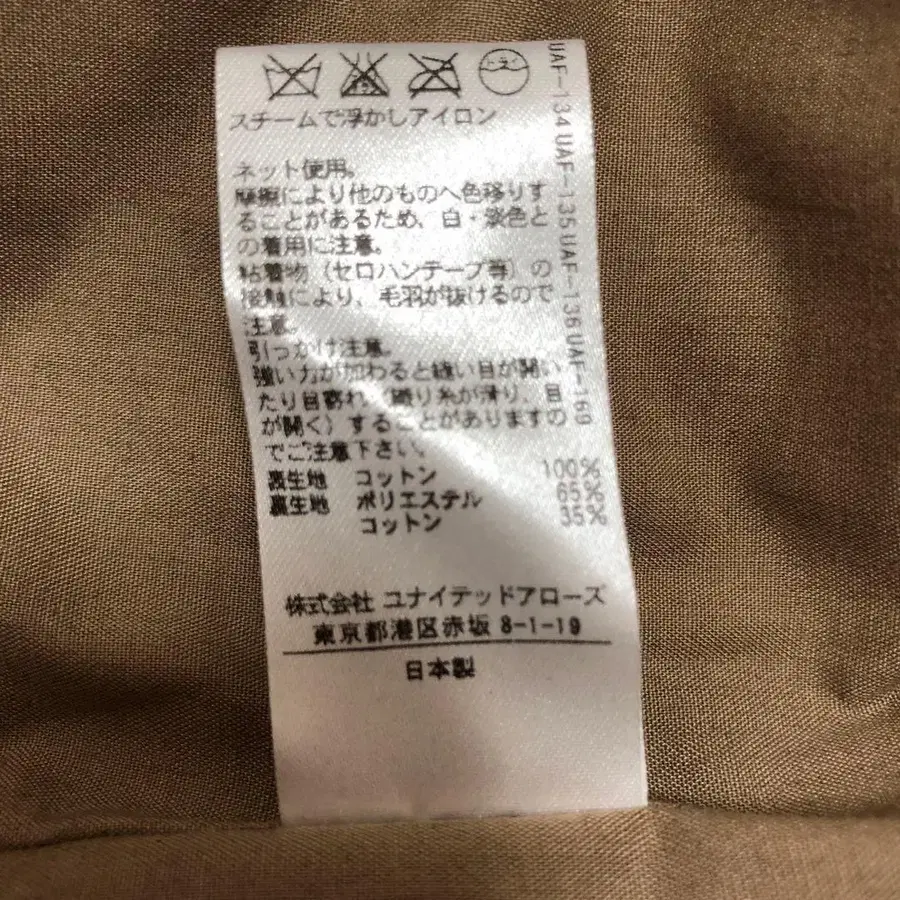 ドライ
スチームで浮かしアイロン
ネット使用。
摩擦により他のものへ色移りす
ることがあるため、白・淡色と
の着用に注意。
粘着物（セロハンテープ等）の
接触により、毛羽が抜けるので
注意。
引っかけ注意。
強い力が加わると縫い目が開い
たり目寄れ（織り糸が滑り、目
が開く）することがありますの
でご注意下さい。
表生地 コットン 100%
裏生地 ポリエステル 65%
コットン 35%
株式会社 ユナイテッドアローズ
東京都港区赤坂 8-1-19
日本製
UAF-134 UAF-135 UAF-136 UAF-169